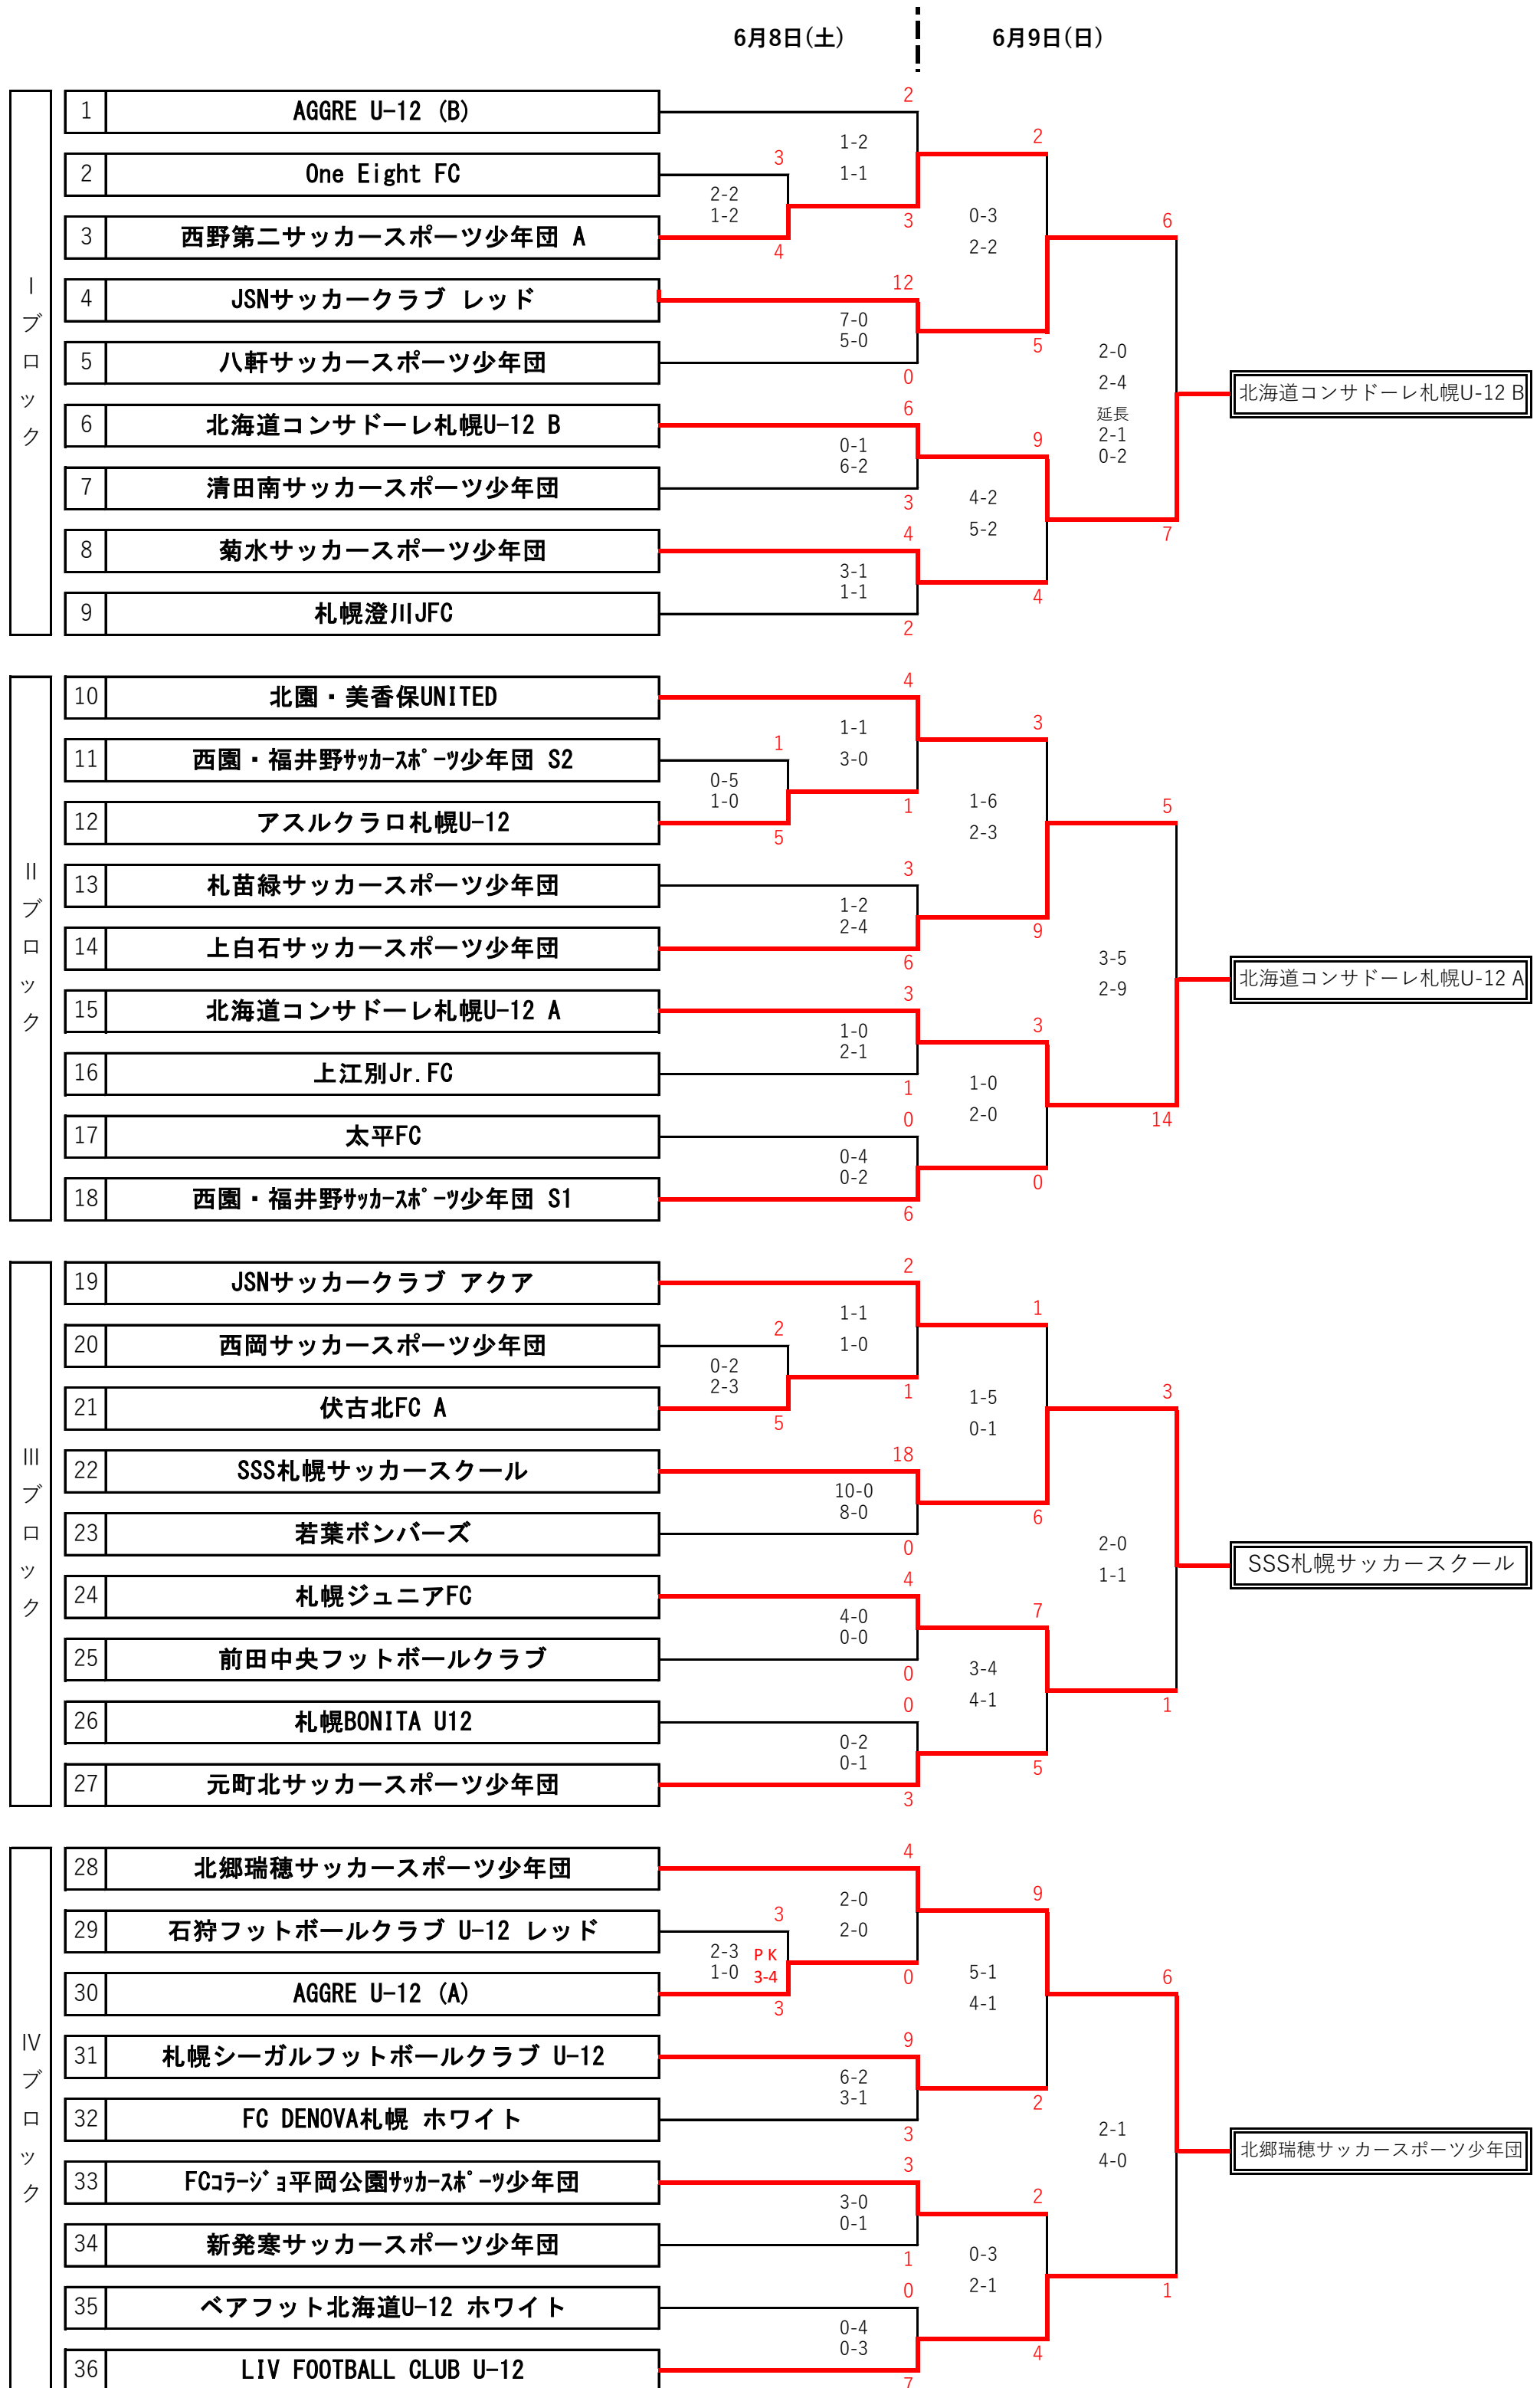 6月8日(土) 6月9日(日)
Ⅰブロック
1 AGGRE U-12 (B) 2
1-2 2
2 One Eight FC 3
1-1
2-2
1-2
3 西野第二サッカースポーツ少年団 A 4 3
0-3
2-2
6
4 JSNサッカークラブ レッド 12
7-0
5-0
5
5 八軒サッカースポーツ少年団 0
2-0
2-4
延長
2-1
0-2
北海道コンサドーレ札幌U-12 B
6 北海道コンサドーレ札幌U-12 B 6
0-1
6-2
9
7 清田南サッカースポーツ少年団 3
4-2
5-2
7
8 菊水サッカースポーツ少年団 4
3-1
1-1
4
9 札幌澄川JFC 2
Ⅱブロック
10 北園・美香保UNITED 4
1-1 3
11 西園・福井野サッカースポーツ少年団 S2 1
3-0
0-5
1-0
12 アスルクラロ札幌U-12 5 1
1-6
2-3
5
13 札苗緑サッカースポーツ少年団 3
1-2
2-4
9
14 上白石サッカースポーツ少年団 6
3-5
2-9
北海道コンサドーレ札幌U-12 A
15 北海道コンサドーレ札幌U-12 A 3
1-0
2-1
3
16 上江別Jr.FC 1
1-0
2-0
14
17 太平FC 0
0-4
0-2
0
18 西園・福井野サッカースポーツ少年団 S1 6
Ⅲブロック
19 JSNサッカークラブ アクア 2
1-1 1
20 西岡サッカースポーツ少年団 2
1-0
0-2
2-3
21 伏古北FC A 5 1
1-5
0-1
3
22 SSS札幌サッカースクール 18
10-0
8-0
6
23 若葉ボンバーズ 0
2-0
1-1
SSS札幌サッカースクール
24 札幌ジュニアFC 4
4-0
0-0
7
25 前田中央フットボールクラブ 0
3-4
4-1
1
26 札幌BONITA U12 0
0-2
0-1
5
27 元町北サッカースポーツ少年団 3
Ⅳブロック
28 北郷瑞穂サッカースポーツ少年団 4
2-0 9
29 石狩フットボールクラブ U-12 レッド 3
2-0
2-3 PK
1-0 3-4
30 AGGRE U-12 (A) 3 0
5-1
4-1
6
31 札幌シーガルフットボールクラブ U-12 9
6-2
3-1
2
32 FC DENOVA札幌 ホワイト 3
2-1
4-0
北郷瑞穂サッカースポーツ少年団
33 FCコラージョ平岡公園サッカースポーツ少年団 3
3-0
0-1
2
34 新発寒サッカースポーツ少年団 1
0-3
2-1
1
35 ベアフット北海道U-12 ホワイト 0
0-4
0-3
4
36 LIV FOOTBALL CLUB U-12 7